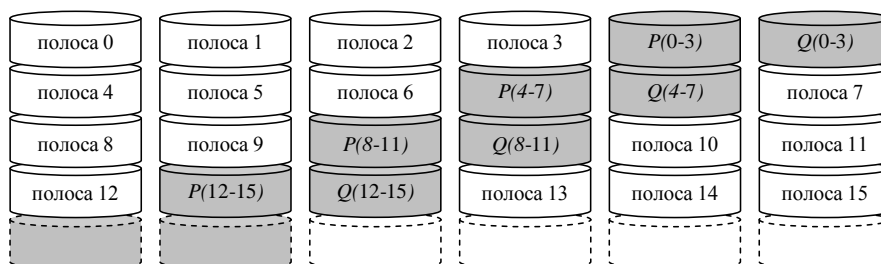 полоса 0 полоса 1 полоса 2 полоса 3 P(0-3) Q(0-3)
полоса 4 полоса 5 полоса 6 P(4-7) Q(4-7) полоса 7
полоса 8 полоса 9 P(8-11) Q(8-11) полоса 10 полоса 11
полоса 12 P(12-15) Q(12-15) полоса 13 полоса 14 полоса 15